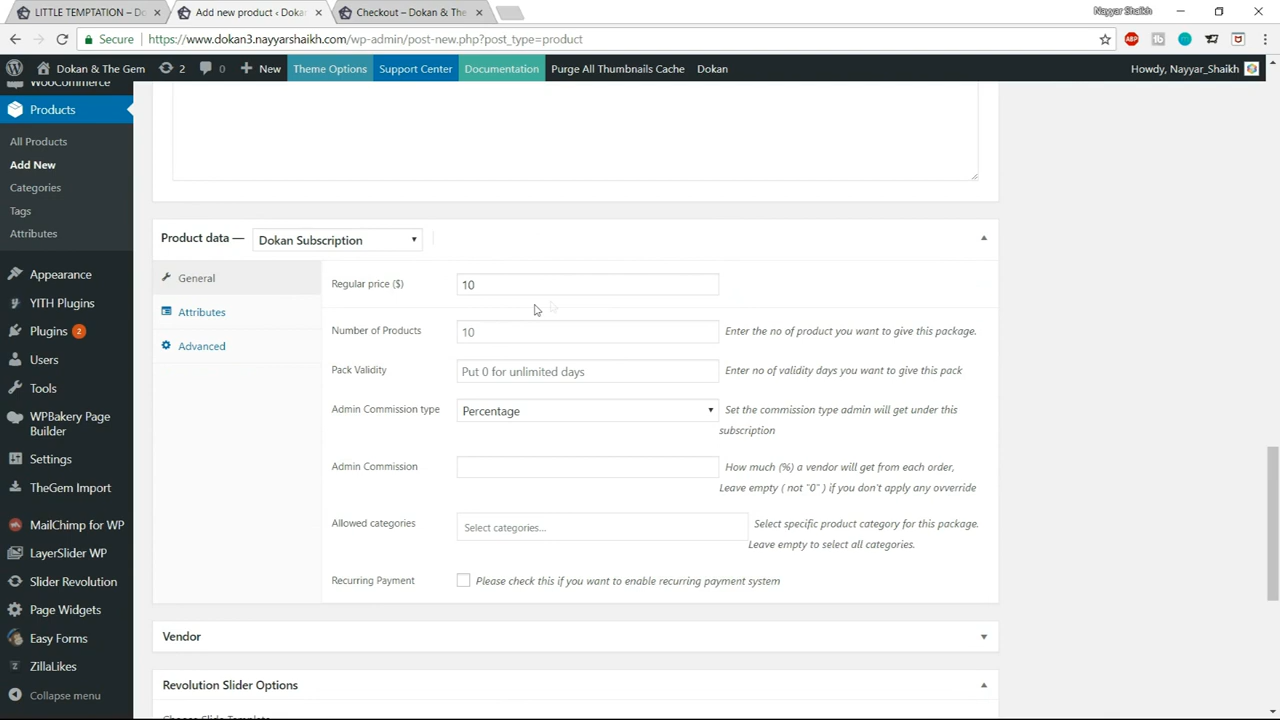 LITTLE TEMPTATION – Do
Add new product ‹ Dokan
Checkout – Dokan & The
Nayyar Shaikh
Secure
https://www.dokan3.nayyarshaikh.com/wp-admin/post-new.php?post_type=product
ABP
Dokan & The Gem
2
0
New
Theme Options
Support Center
Documentation
Purge All Thumbnails Cache
Dokan
Howdy, Nayyar_Shaikh
WooCommerce
Products
All Products
Add New
Categories
Tags
Attributes
Appearance
YITH Plugins
Plugins 2
Users
Tools
WPBakery Page
Builder
Settings
TheGem Import
MailChimp for WP
LayerSlider WP
Slider Revolution
Page Widgets
Easy Forms
ZillaLikes
Collapse menu
Product data —
Dokan Subscription
General
Attributes
Advanced
Regular price ($)
10
Number of Products
10
Enter the no of product you want to give this package.
Pack Validity
Put 0 for unlimited days
Enter no of validity days you want to give this pack
Admin Commission type
Percentage
Set the commission type admin will get under this
subscription
Admin Commission
How much (%) a vendor will get from each order,
Leave empty ( not "0" ) if you don't apply any ovverride
Allowed categories
Select categories...
Select specific product category for this package.
Leave empty to select all categories.
Recurring Payment
Please check this if you want to enable recurring payment system
Vendor
Revolution Slider Options
Choose Slide Template